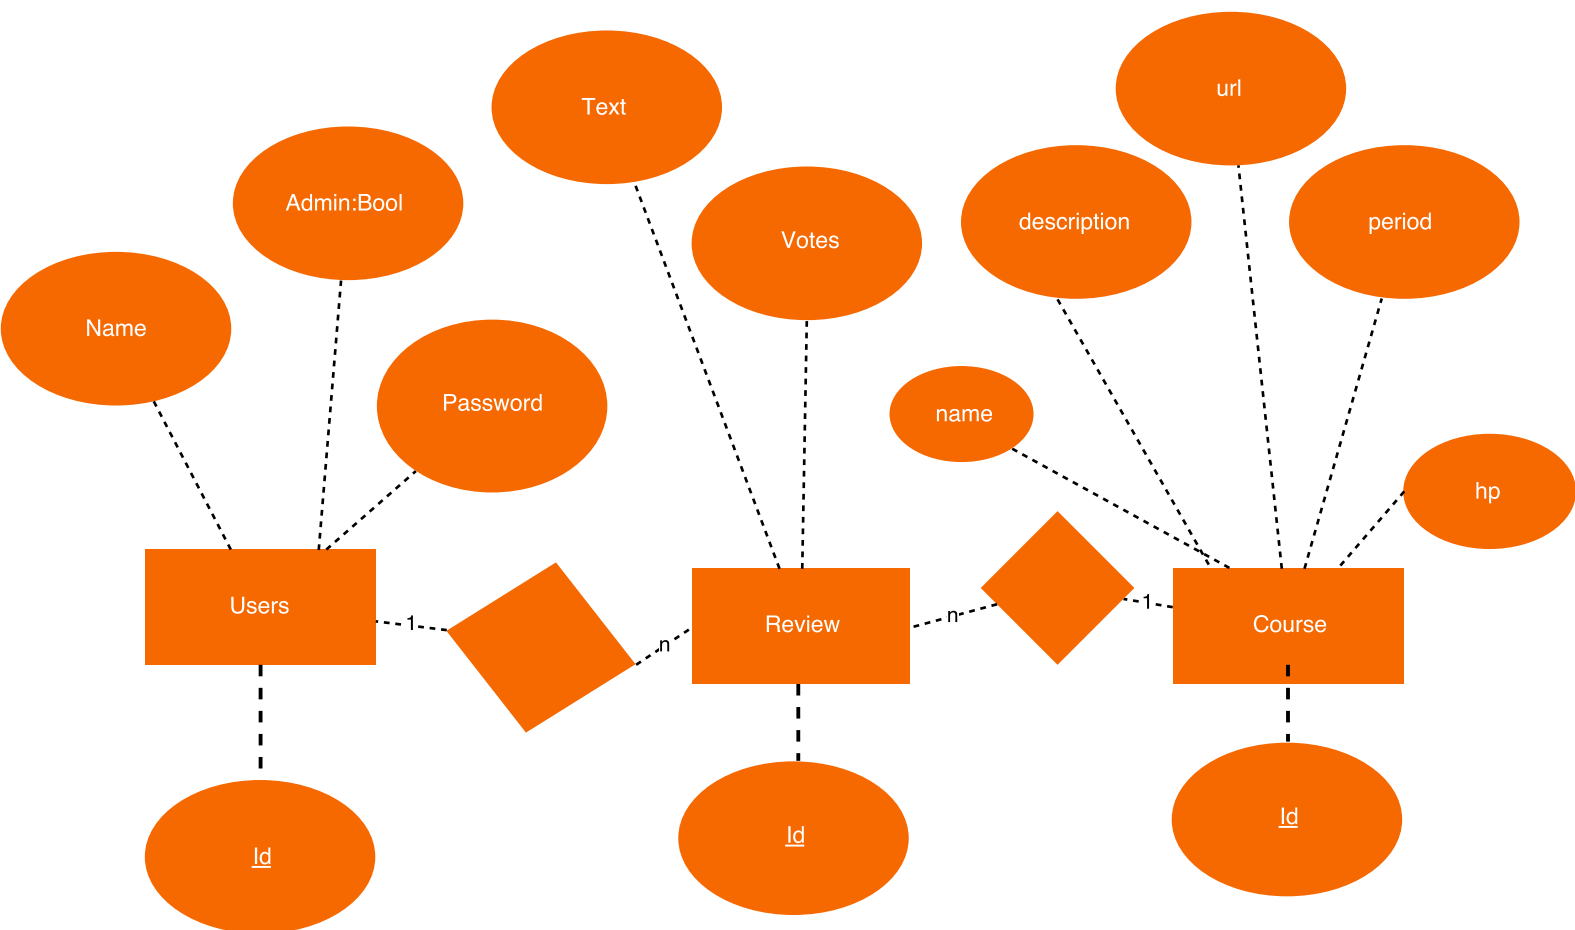 url
Text
Admin:Bool
description
period
Votes
Name
Password
name
hp
Users
1
n
Review
n
1
Course
Id
Id
Id